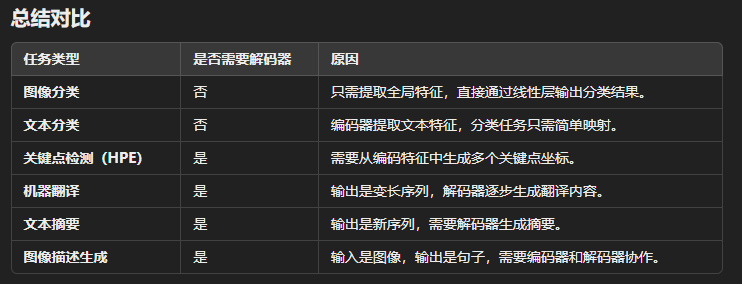 总结对比
任务类型 是否需要解码器 原因
图像分类 否 只需提取全局特征，直接通过线性层输出分类结果。
文本分类 否 编码器提取文本特征，分类任务只需简单映射。
关键点检测（HPE） 是 需要从编码特征中生成多个关键点坐标。
机器翻译 是 输出是变长序列，解码器逐步生成翻译内容。
文本摘要 是 输出是新序列，需要解码器生成摘要。
图像描述生成 是 输入是图像，输出是句子，需要编码器和解码器协作。